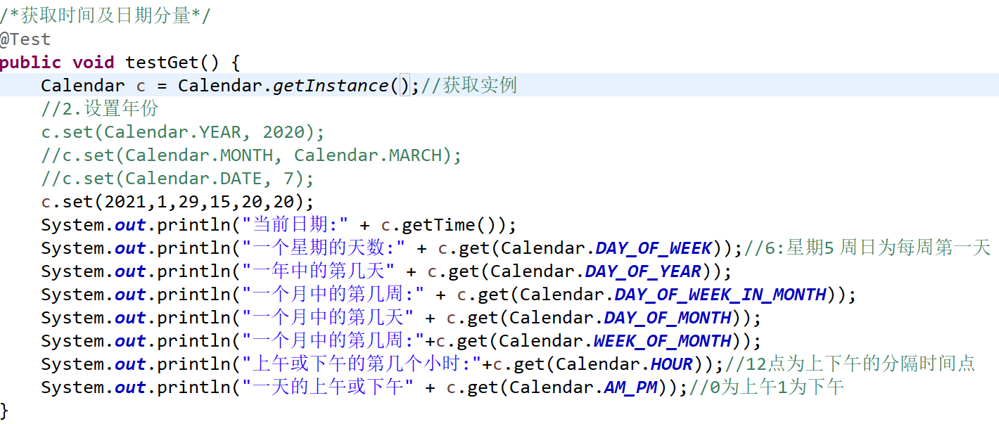 /*获取时间及日期分量*/
@Test
public void testGet() {
    Calendar c = Calendar.getInstance();//获取实例
    //2.设置年份
    c.set(Calendar.YEAR, 2020);
    //c.set(Calendar.MONTH, Calendar.MARCH);
    //c.set(Calendar.DATE, 7);
    c.set(2021,1,29,15,20,20);
    System.out.println("当前日期:" + c.getTime());
    System.out.println("一个星期的天数:" + c.get(Calendar.DAY_OF_WEEK));//6:星期5 周日为每周第一天
    System.out.println("一年中的第几天" + c.get(Calendar.DAY_OF_YEAR));
    System.out.println("一个月中的第几周:" + c.get(Calendar.DAY_OF_WEEK_IN_MONTH));
    System.out.println("一个月中的第几天" + c.get(Calendar.DAY_OF_MONTH));
    System.out.println("一个月中的第几周:"+c.get(Calendar.WEEK_OF_MONTH));
    System.out.println("上午或下午的第几个小时:"+c.get(Calendar.HOUR));//12点为上下午的分隔时间点
    System.out.println("一天的上午或下午" + c.get(Calendar.AM_PM));//0为上午1为下午
}